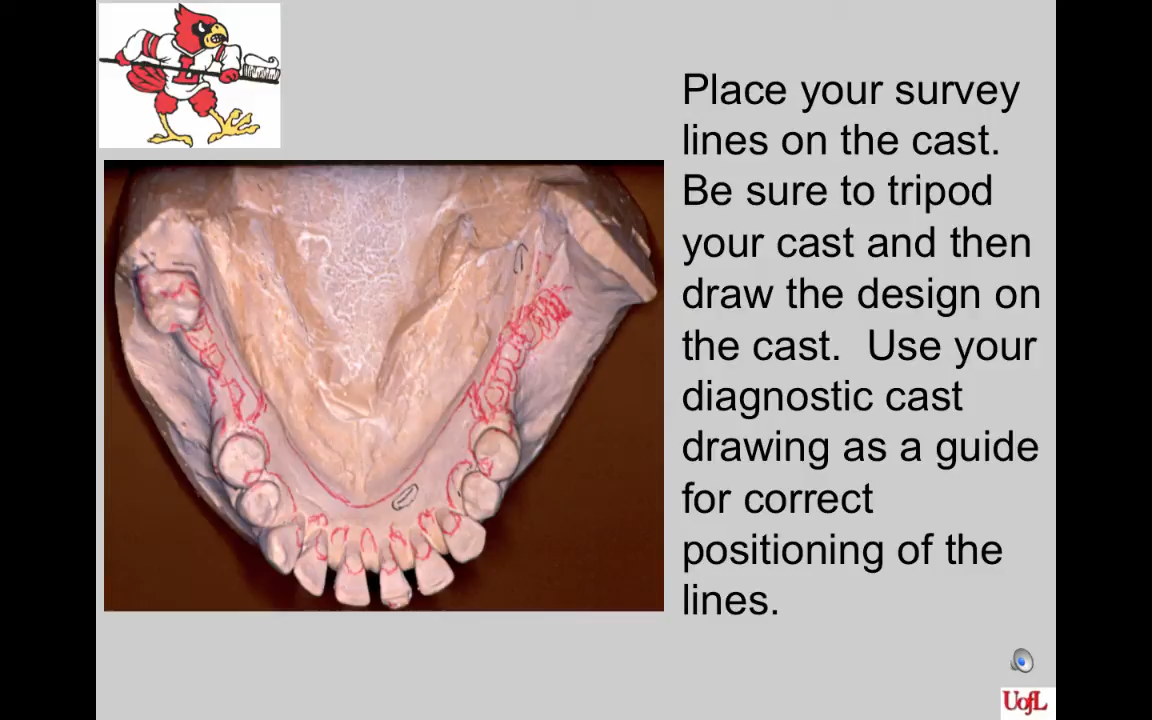 Place your survey
lines on the cast.
Be sure to tripod
your cast and then
draw the design on
the cast.  Use your
diagnostic cast
drawing as a guide
for correct
positioning of the
lines.
L
UofL